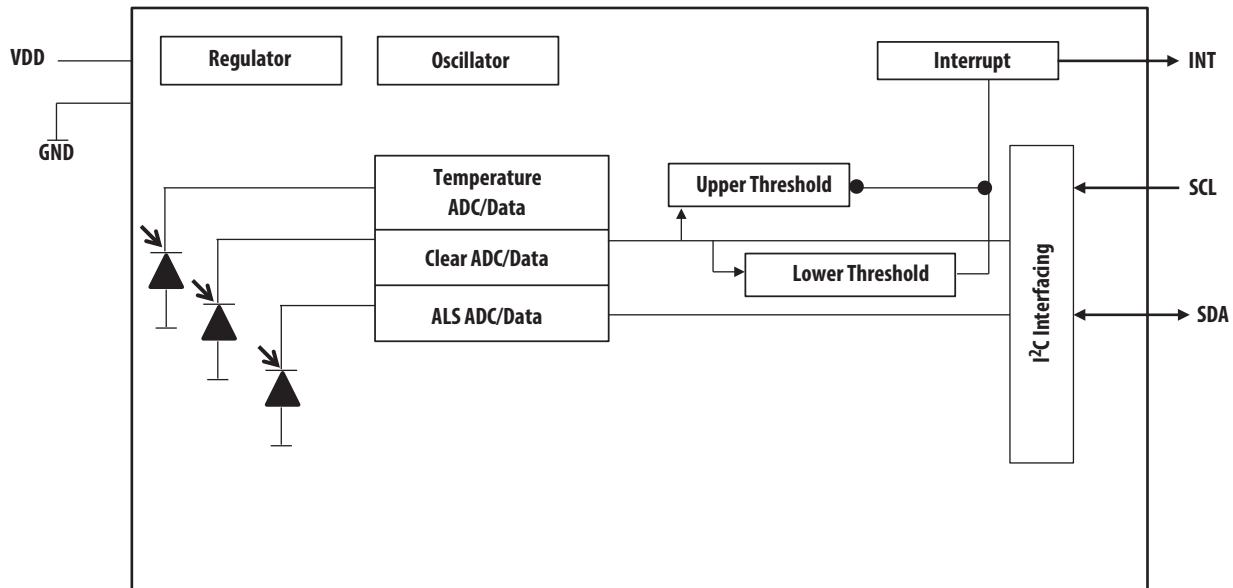 VDD
Regulator
Oscillator
Interrupt
INT
GND
Temperature
ADC/Data
Upper Threshold
SCL
Clear ADC/Data
Lower Threshold
ALS ADC/Data
SDA
I²C Interfacing